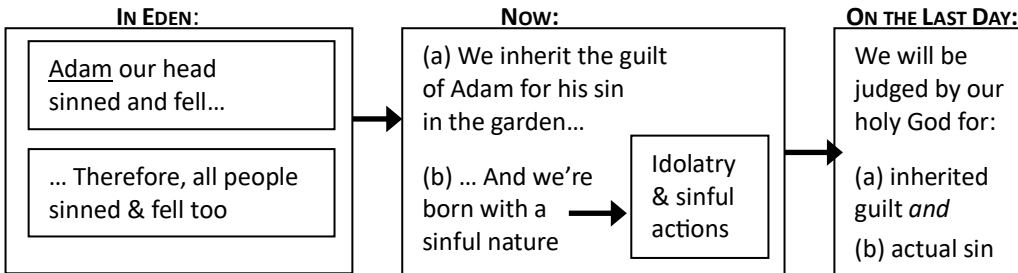 IN EDEN:
Adam our head
sinned and fell…
… Therefore, all people
sinned & fell too
NOW:
(a) We inherit the guilt
of Adam for his sin
in the garden…
(b) … And we’re
born with a
sinful nature
Idolatry
& sinful
actions
ON THE LAST DAY:
We will be
judged by our
holy God for:
(a) inherited
guilt and
(b) actual sin